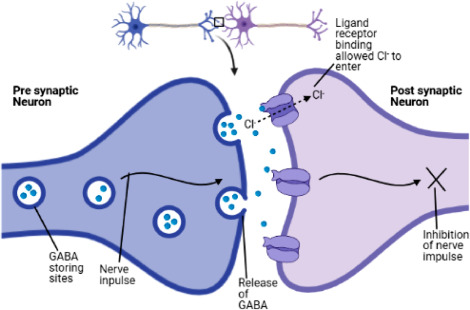 Ligand
receptor
binding
allowed Cl⁻ to
enter
Pre synaptic
Neuron
Post synaptic
Neuron
Cl⁻
Cl⁻
GABA
storing
sites
Nerve
inpulse
Release
of
GABA
Inhibition
of nerve
impulse